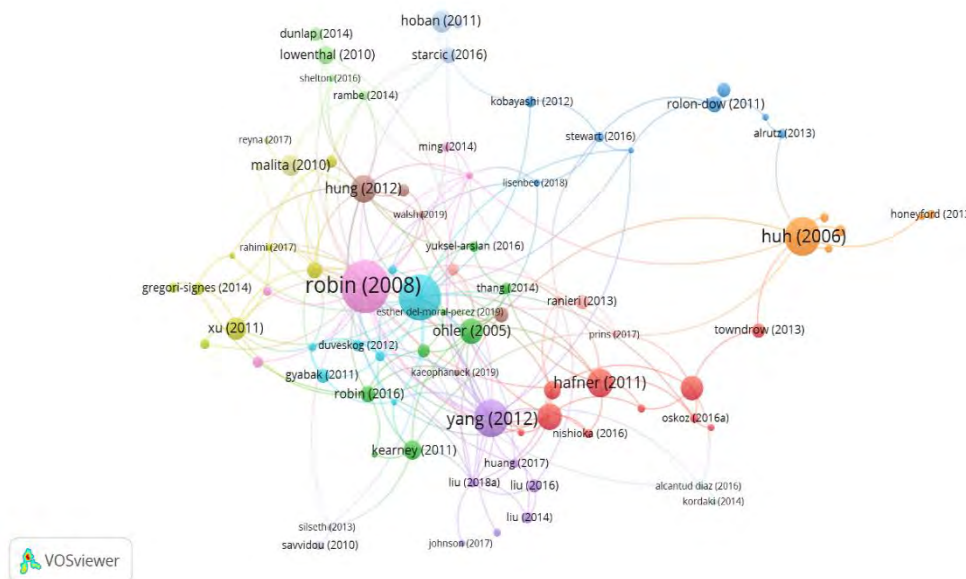 hoban (2011)
dunlap (2014)
lowenthal (2010)
starcic (2016)
shelton (2016)
rambe (2014)
kobayashi (2012)
rolon-dow (2011)
stewart (2016)
alrutz (2013)
reyna (2017)
ming (2014)
malita (2010)
hung (2012)
lisenbee (2018)
walsh (2019)
honeyford (2013
huh (2006)
rahimi (2017)
yuksel-arslan (2016)
robin (2008)
gregori-signes (2014)
thang (2014)
ranieri (2013)
esther del-moral-perez (2019)
xu (2011)
ohler (2005)
prins (2017)
towndrow (2013)
duveskog (2012)
gyabak (2011)
kaeophanuek (2019)
hafner (2011)
robin (2016)
yang (2012)
oskoz (2016a)
nishioka (2016)
kearney (2011)
huang (2017)
liu (2018a)
liu (2016)
alcantud diaz (2016)
kordaki (2014)
liu (2014)
silseth (2013)
savvidou (2010)
johnson (2017)
VOSviewer